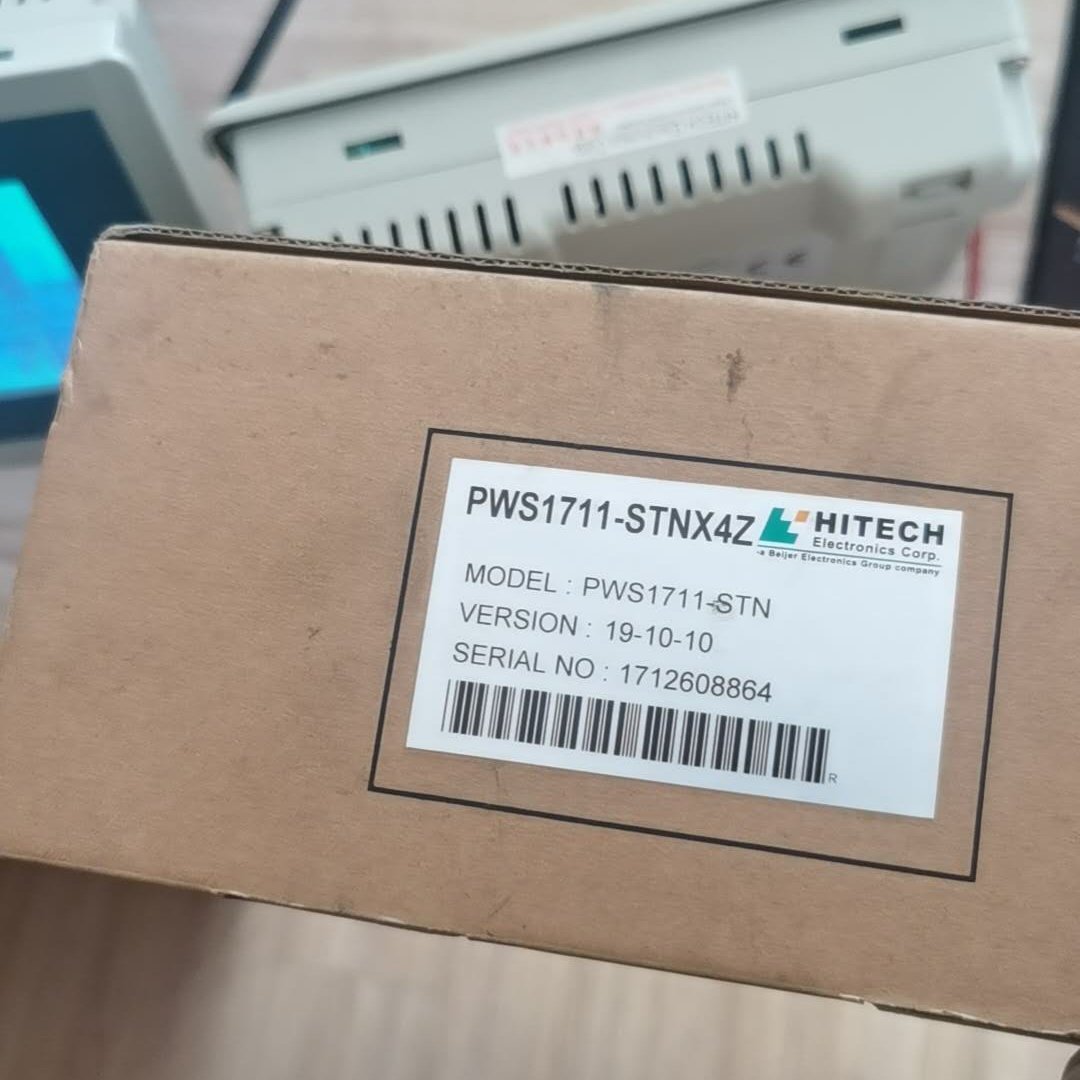 PWS1711-STNX4Z
HITECH
Electronics Corp.
-a Beijer Electronics Group company
MODEL : PWS1711-STN
VERSION : 19-10-10
SERIAL NO : 1712608864
R